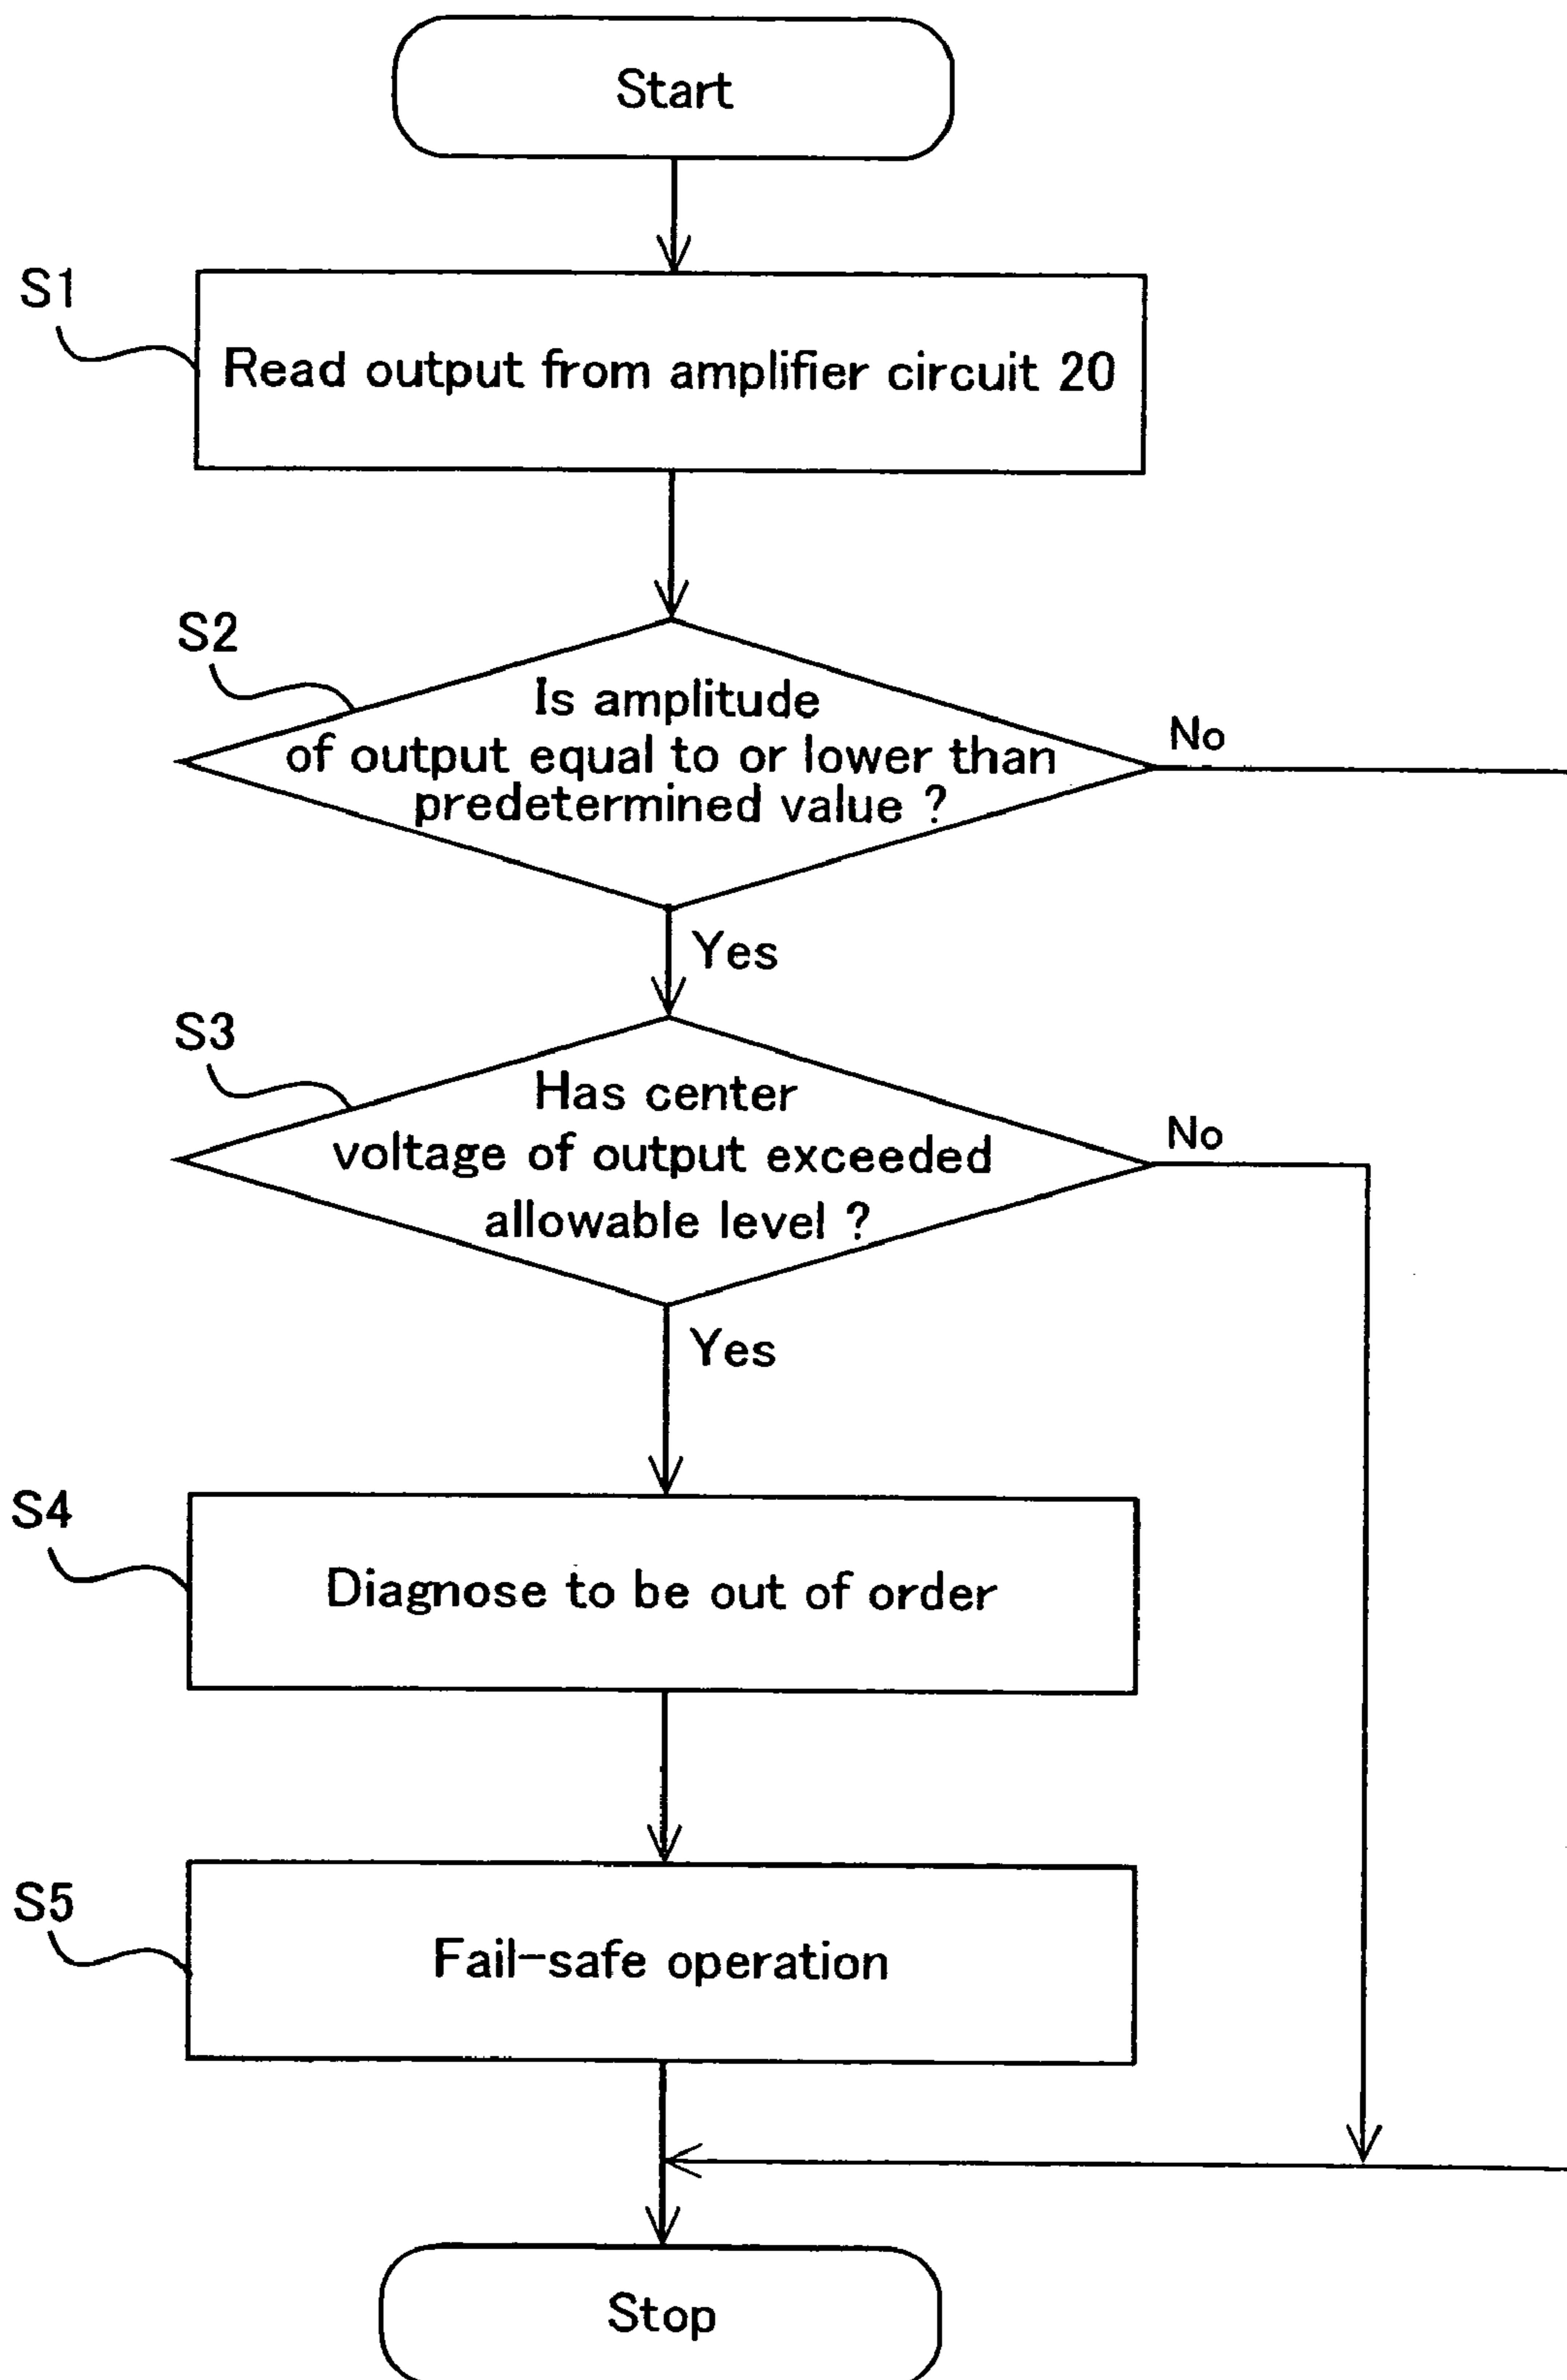 Start
S1
Read output from amplifier circuit 20
S2
Is amplitude
of output equal to or lower than
predetermined value ?
No
Yes
S3
Has center
voltage of output exceeded
allowable level ?
No
Yes
S4
Diagnose to be out of order
S5
Fail-safe operation
Stop